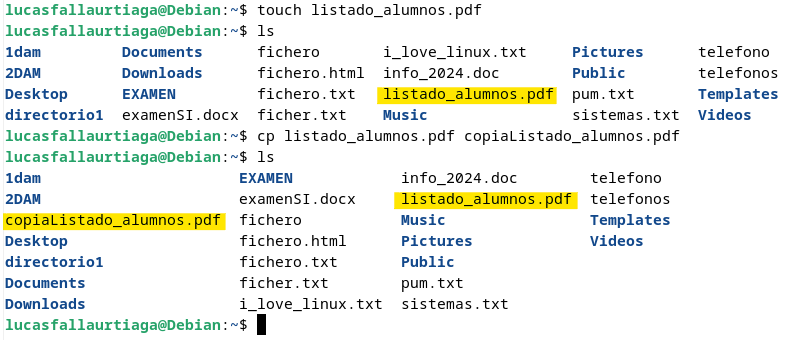 lucasfallaurtiaga@Debian:~$ touch listado_alumnos.pdf
lucasfallaurtiaga@Debian:~$ ls
1dam Documents fichero i_love_linux.txt Pictures telefono
2DAM Downloads fichero.html info_2024.doc Public telefonos
Desktop EXAMEN fichero.txt listado_alumnos.pdf pum.txt Templates
directorio1 examenSI.docx ficher.txt Music sistemas.txt Videos
lucasfallaurtiaga@Debian:~$ cp listado_alumnos.pdf copiaListado_alumnos.pdf
lucasfallaurtiaga@Debian:~$ ls
1dam EXAMEN info_2024.doc telefono
2DAM examenSI.docx listado_alumnos.pdf telefonos
copiaListado_alumnos.pdf fichero Music Templates
Desktop fichero.html Pictures Videos
directorio1 fichero.txt Public
Documents ficher.txt pum.txt
Downloads i_love_linux.txt sistemas.txt
lucasfallaurtiaga@Debian:~$